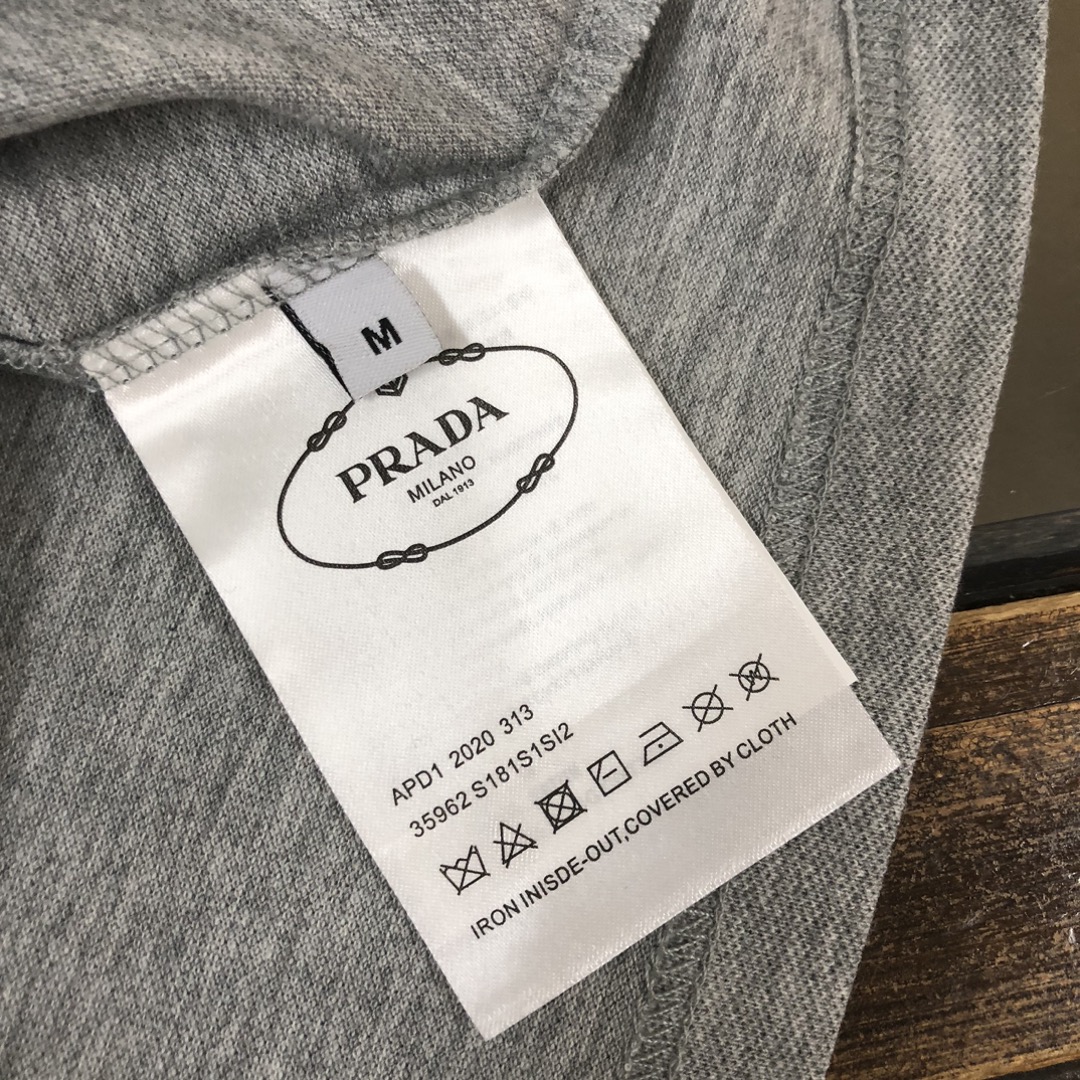 M
PRADA
MILANO
DAL 1913
APD1 2020 313
35962 S181S1SI2
W
IRON INISDE-OUT,COVERED BY CLOTH